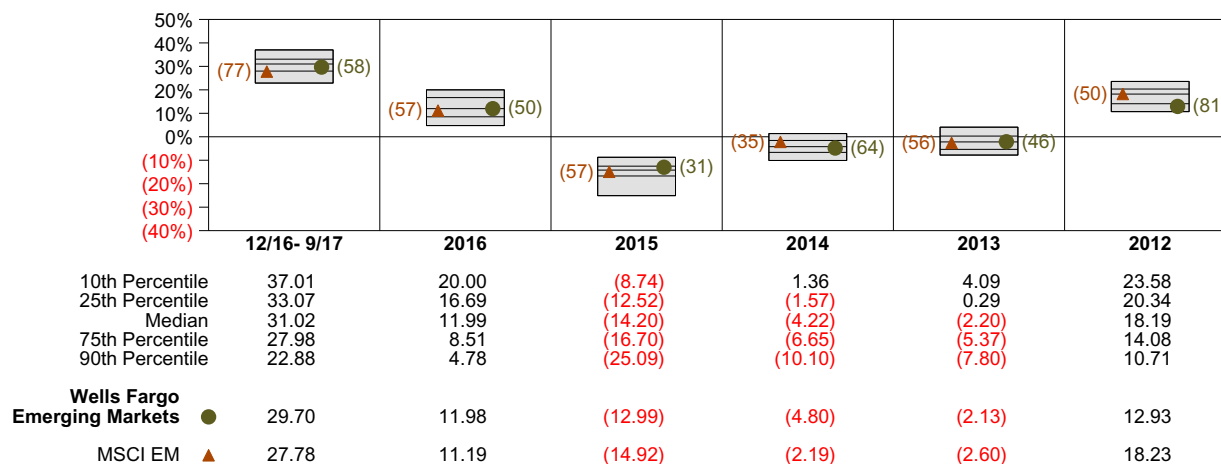 50%
40%
30%
20%
10%
0%
(10%)
(20%)
(30%)
(40%)
(77) (58)
(57) (50)
(57) (31)
(35) (64)
(56) (46)
(50) (81
12/16- 9/17 2016 2015 2014 2013 2012
10th Percentile 37.01 20.00 (8.74) 1.36 4.09 23.58
25th Percentile 33.07 16.69 (12.52) (1.57) 0.29 20.34
Median 31.02 11.99 (14.20) (4.22) (2.20) 18.19
75th Percentile 27.98 8.51 (16.70) (6.65) (5.37) 14.08
90th Percentile 22.88 4.78 (25.09) (10.10) (7.80) 10.71
Wells Fargo
Emerging Markets 29.70 11.98 (12.99) (4.80) (2.13) 12.93
MSCI EM 27.78 11.19 (14.92) (2.19) (2.60) 18.23